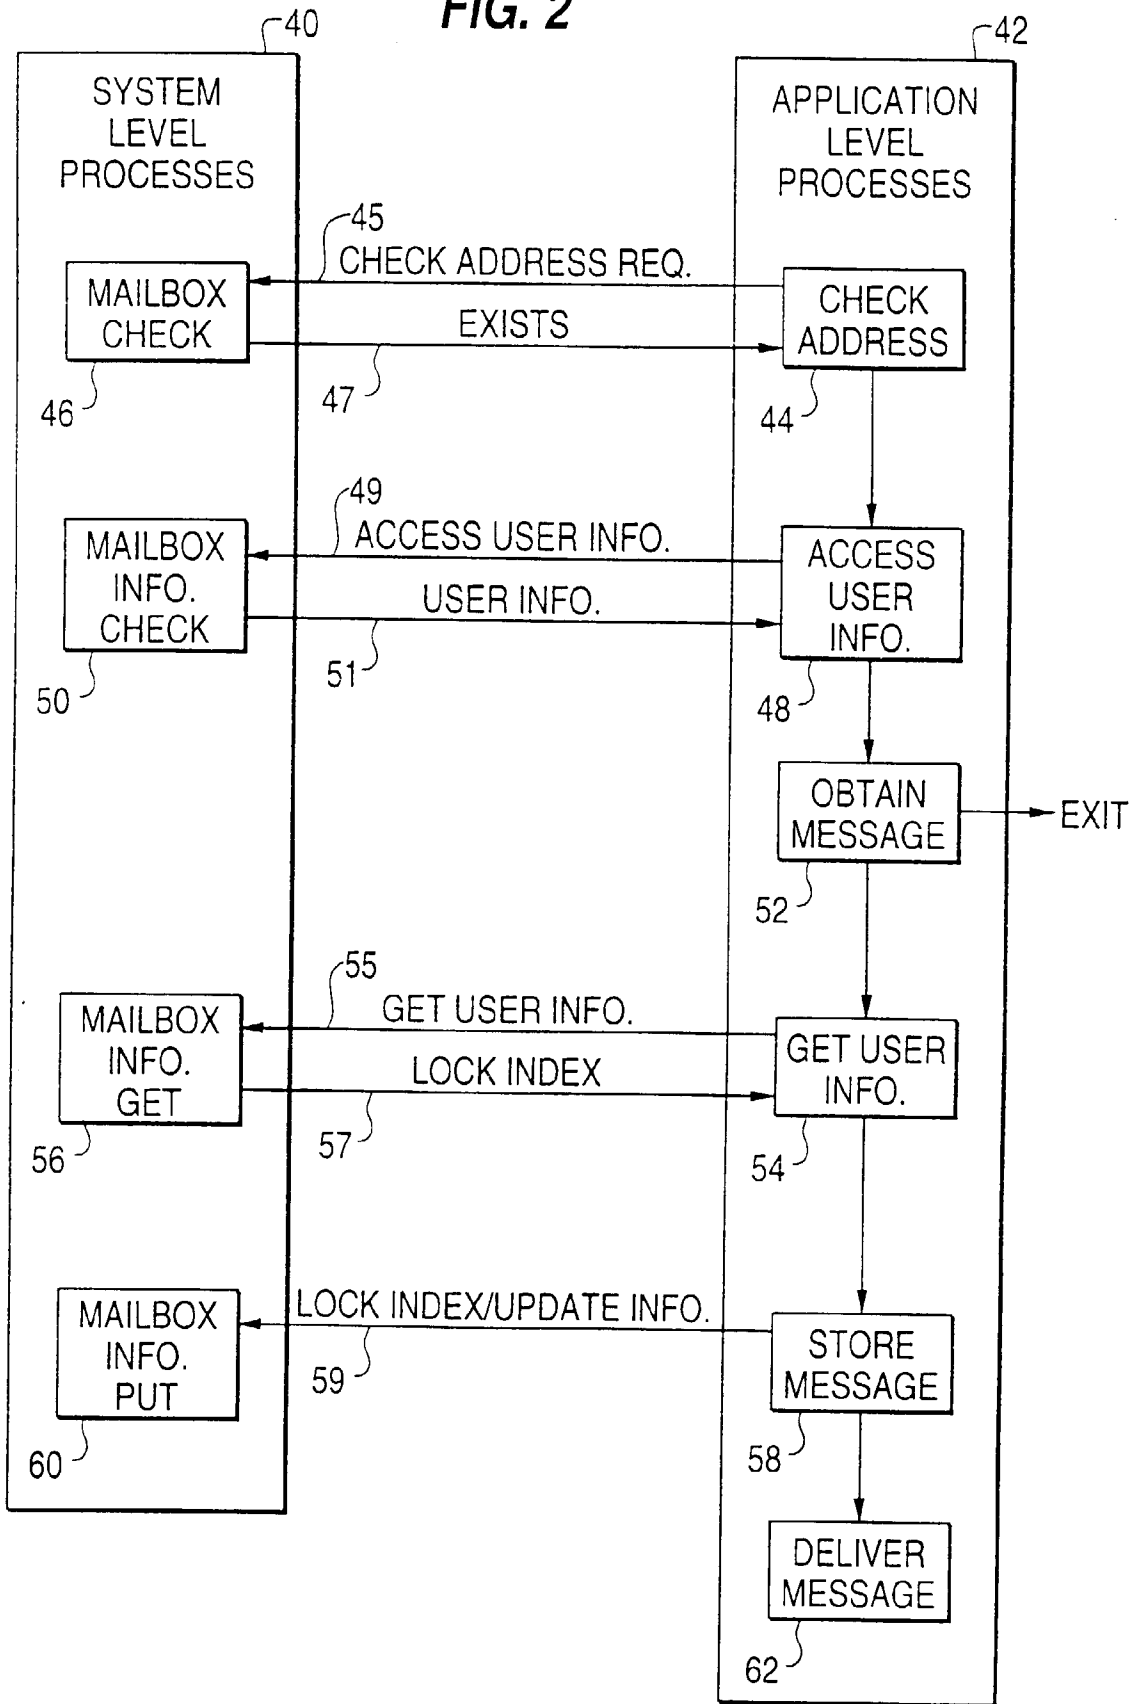 FIG. 2
40
42
SYSTEM
LEVEL
PROCESSES
APPLICATION
LEVEL
PROCESSES
45
CHECK ADDRESS REQ.
MAILBOX
CHECK
EXISTS
CHECK
ADDRESS
46
47
44
49
ACCESS USER INFO.
MAILBOX
INFO.
CHECK
USER INFO.
ACCESS
USER
INFO.
50
51
48
OBTAIN
MESSAGE
EXIT
52
55
GET USER INFO.
MAILBOX
INFO.
GET
LOCK INDEX
GET USER
INFO.
56
57
54
LOCK INDEX/UPDATE INFO.
MAILBOX
INFO.
PUT
59
STORE
MESSAGE
60
58
DELIVER
MESSAGE
62